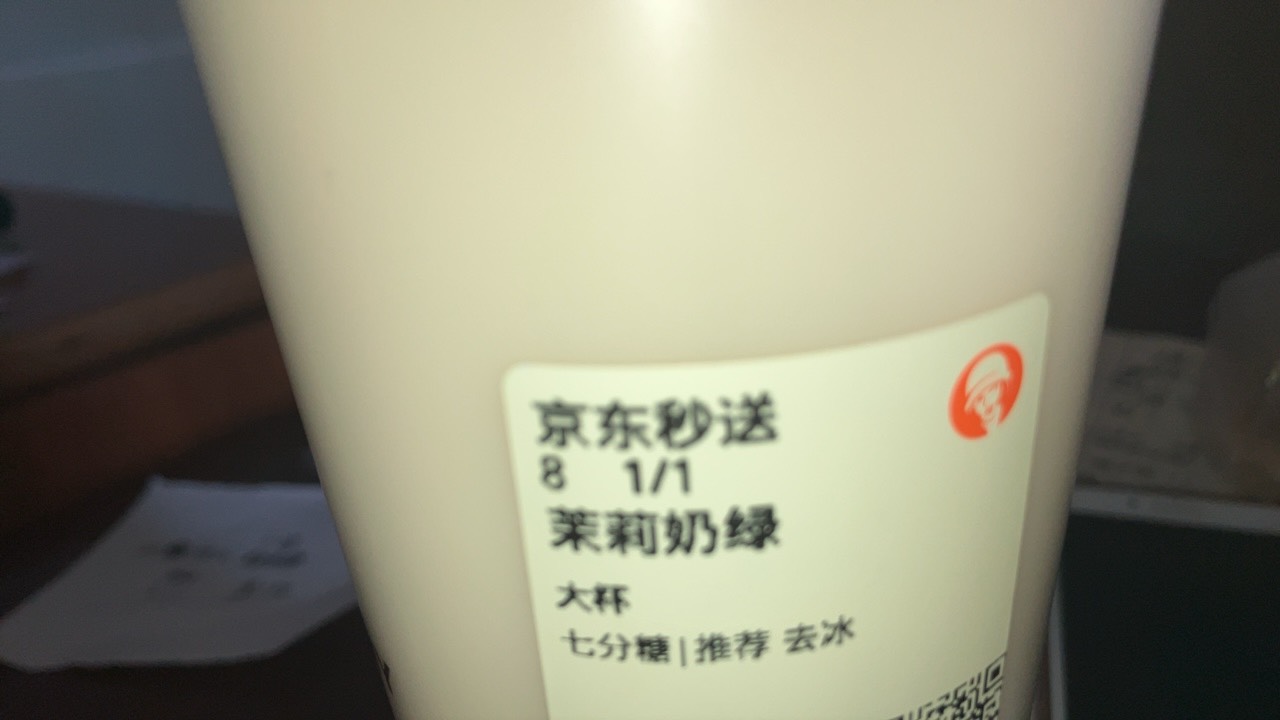 京东秒送
8 1/1
茉莉奶绿
大杯
七分糖|推荐 去冰